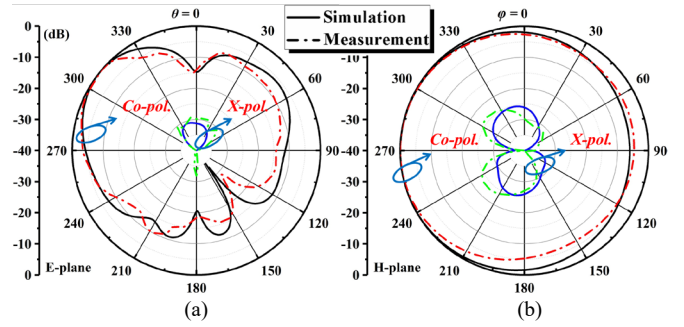 θ = 0
Simulation
Measurement
φ = 0
0
(dB)
-10
-20
-30
-40
-30
-20
-10
0
330
30
300
60
270
90
240
120
210
150
180
Co-pol.
X-pol.
E-plane
0
-10
-20
-30
-40
-30
-20
-10
0
(dB)
330
30
300
60
270
90
240
120
210
150
180
Co-pol.
X-pol.
H-plane
(a)
(b)